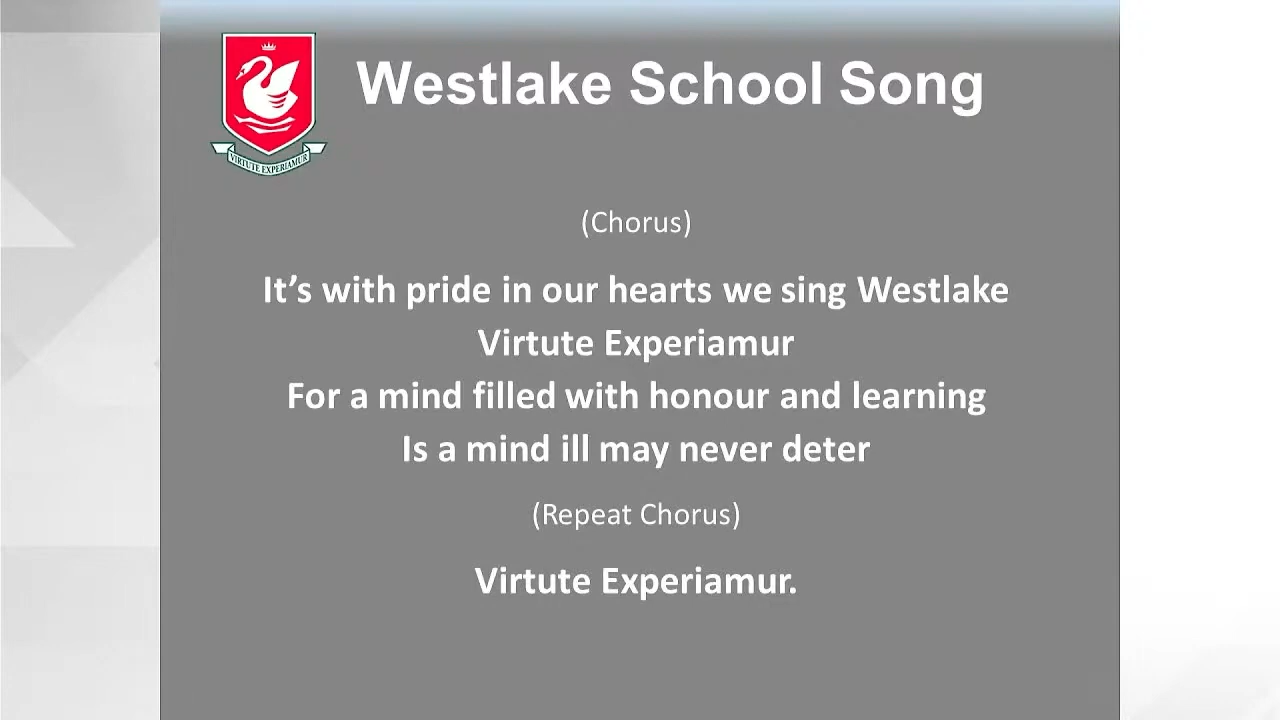 Westlake School Song
VIRTUTE EXPERIAMUR
(Chorus)
It’s with pride in our hearts we sing Westlake
Virtute Experiamur
For a mind filled with honour and learning
Is a mind ill may never deter
(Repeat Chorus)
Virtute Experiamur.